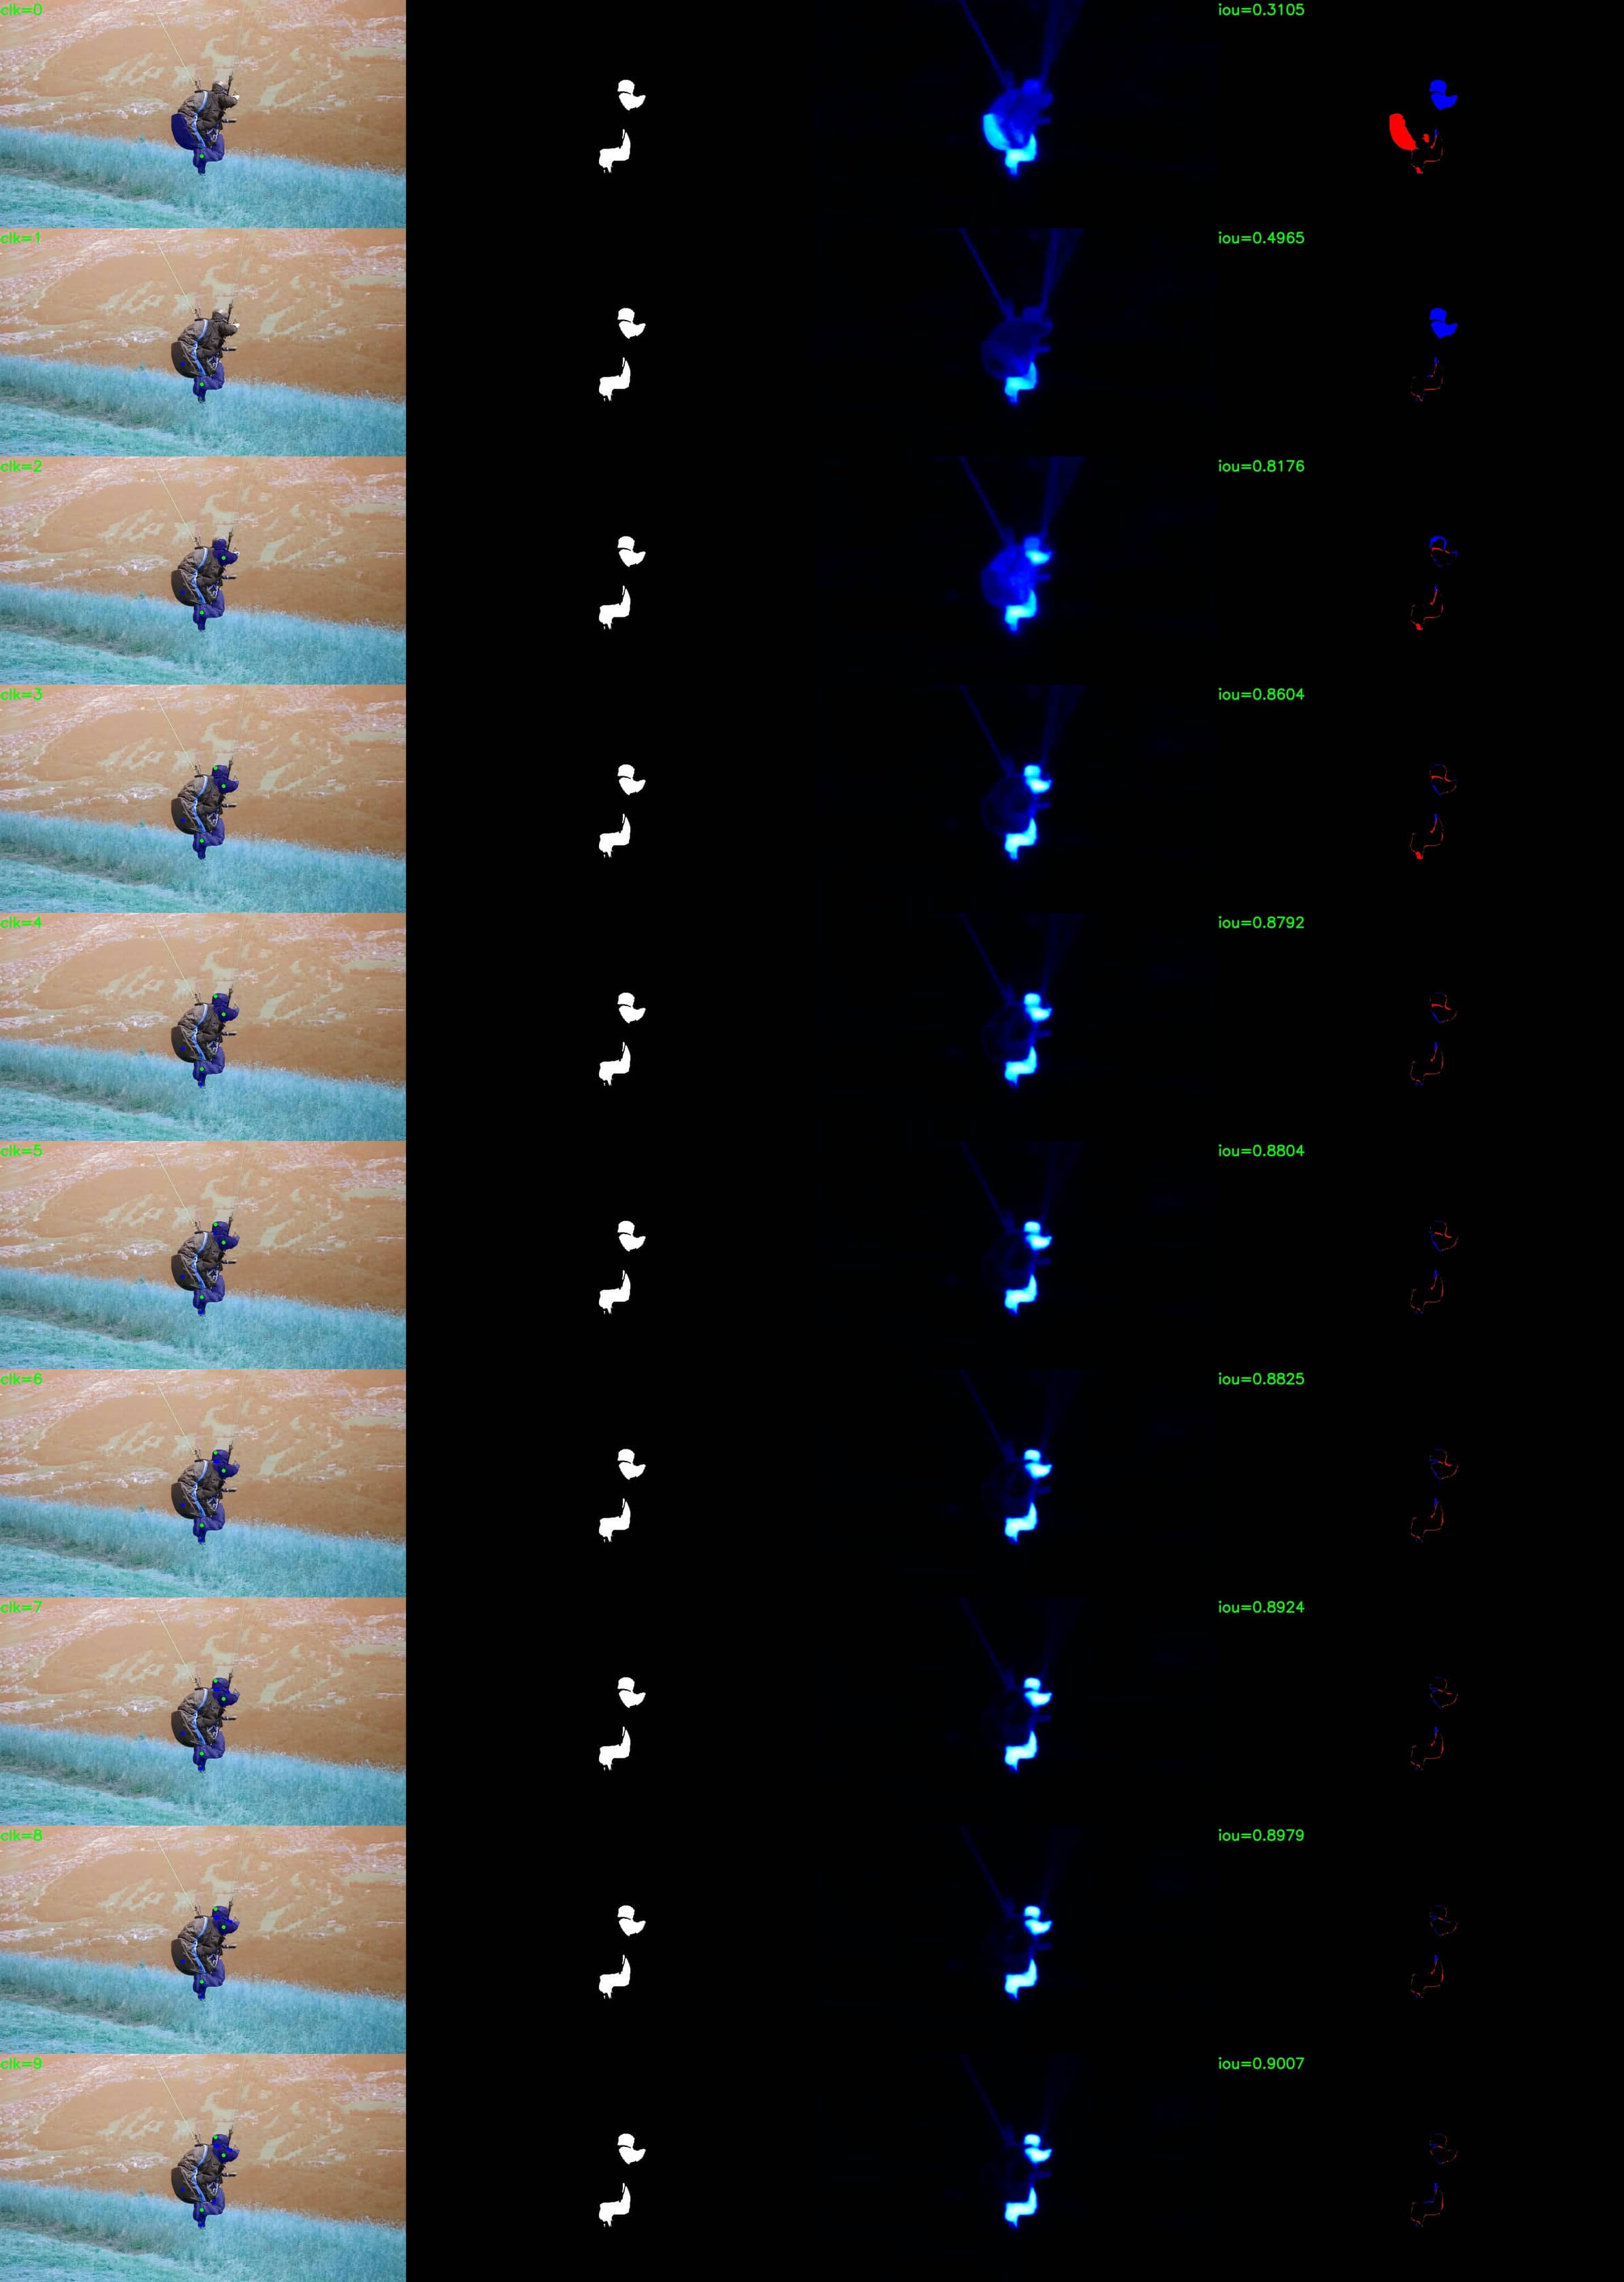 clk=0
iou=0.3105
clk=1
iou=0.4965
clk=2
iou=0.8176
clk=3
iou=0.8604
clk=4
iou=0.8792
clk=5
iou=0.8804
clk=6
iou=0.8825
clk=7
iou=0.8924
clk=8
iou=0.8979
clk=9
iou=0.9007